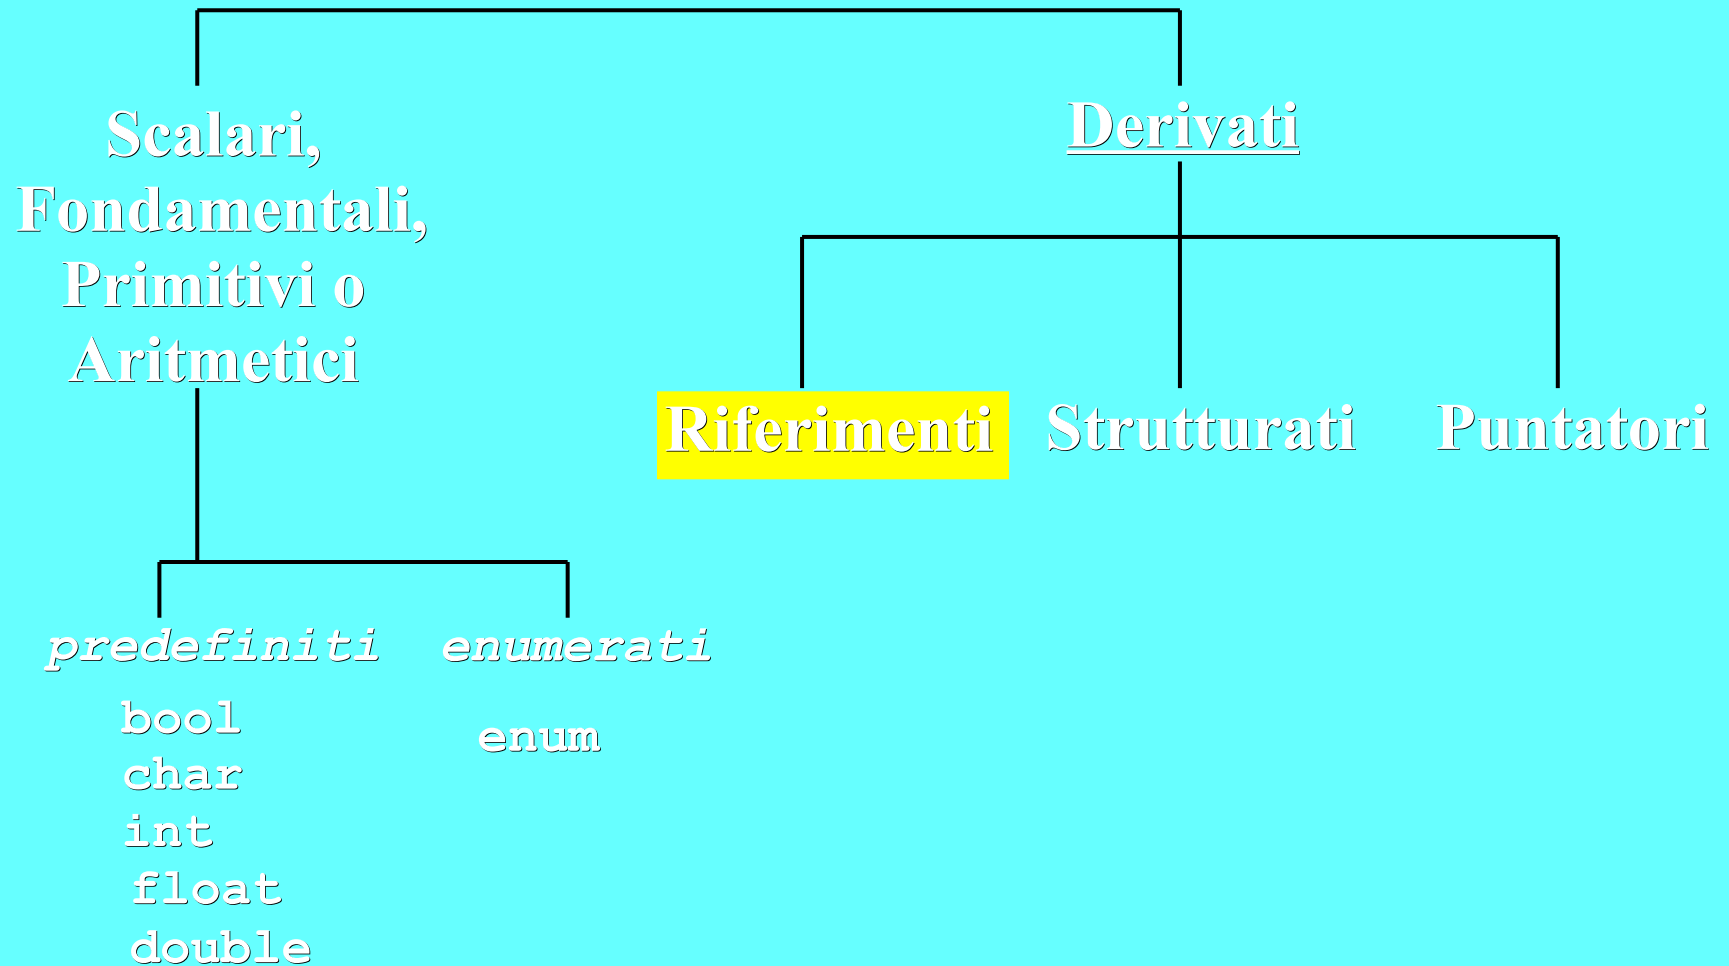 Scalari,
Fondamentali,
Primitivi o
Aritmetici
Derivati
Riferimenti
Strutturati
Puntatori
predefiniti
enumerati
bool
enum
char
int
float
double